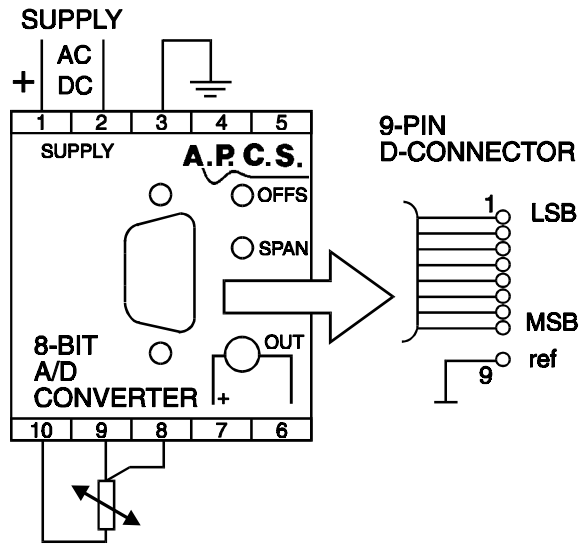 SUPPLY
AC
+ DC
1 2 3 4 5
SUPPLY
A.P.C.S.
OFFS
SPAN
8-BIT
A/D
CONVERTER
OUT
+
10 9 8 7 6
9-PIN
D-CONNECTOR
1 LSB
MSB
9 ref